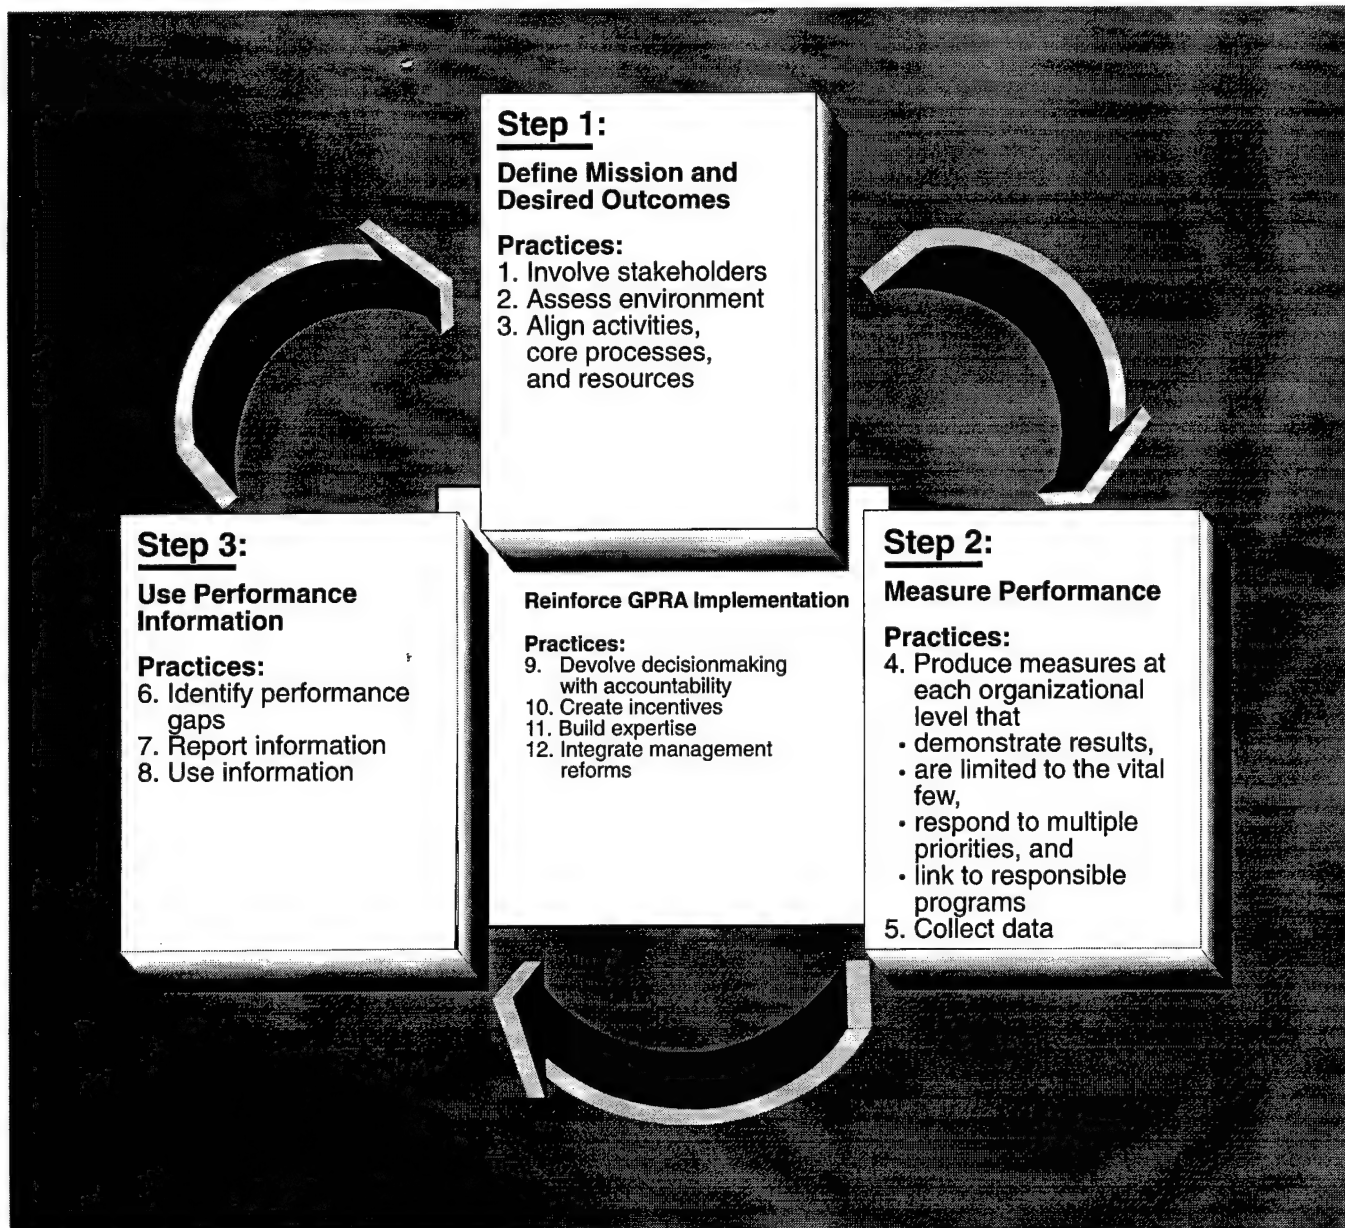 Step 1:
Define Mission and
Desired Outcomes
Practices:
1. Involve stakeholders
2. Assess environment
3. Align activities,
core processes,
and resources
Step 3:
Use Performance
Information
Practices:
6. Identify performance
gaps
7. Report information
8. Use information
Reinforce GPRA Implementation
Practices:
9. Devolve decisionmaking
with accountability
10. Create incentives
11. Build expertise
12. Integrate management
reforms
Step 2:
Measure Performance
Practices:
4. Produce measures at
each organizational
level that
• demonstrate results,
• are limited to the vital
few,
• respond to multiple
priorities, and
• link to responsible
programs
5. Collect data